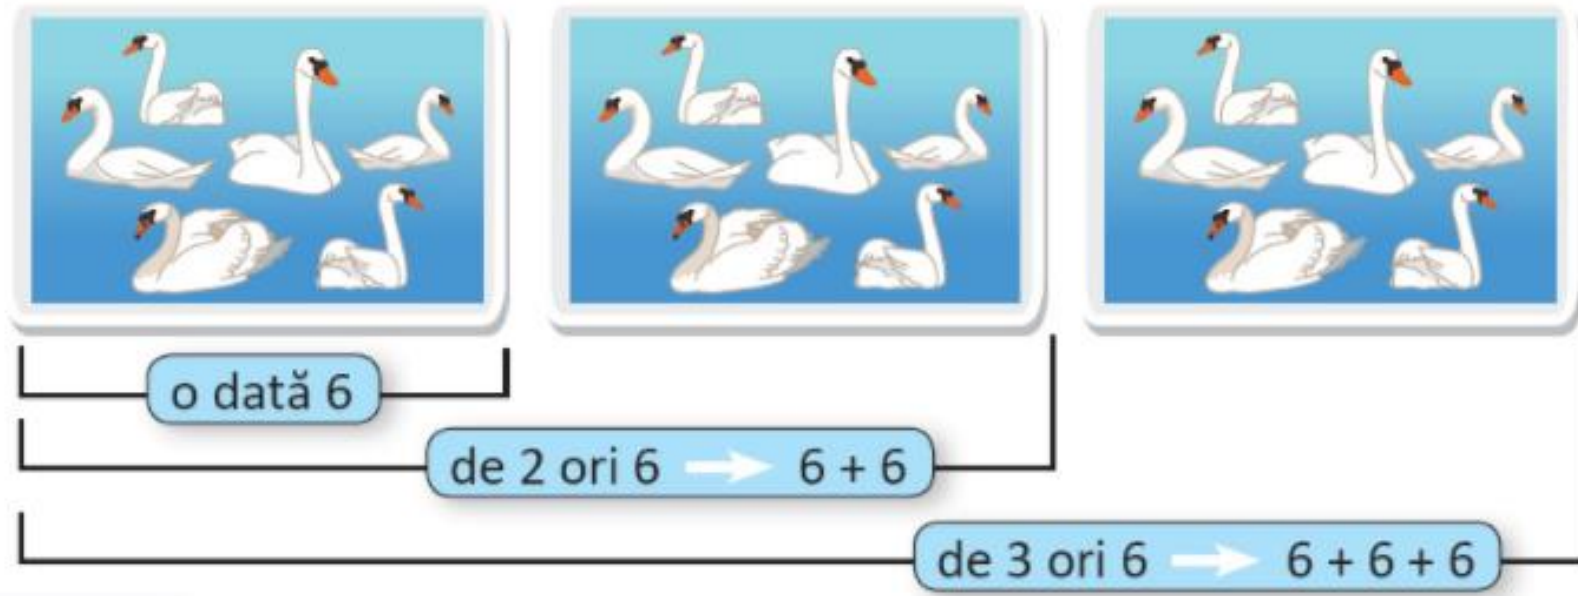 o dată 6
de 2 ori 6 → 6 + 6
de 3 ori 6 → 6 + 6 + 6